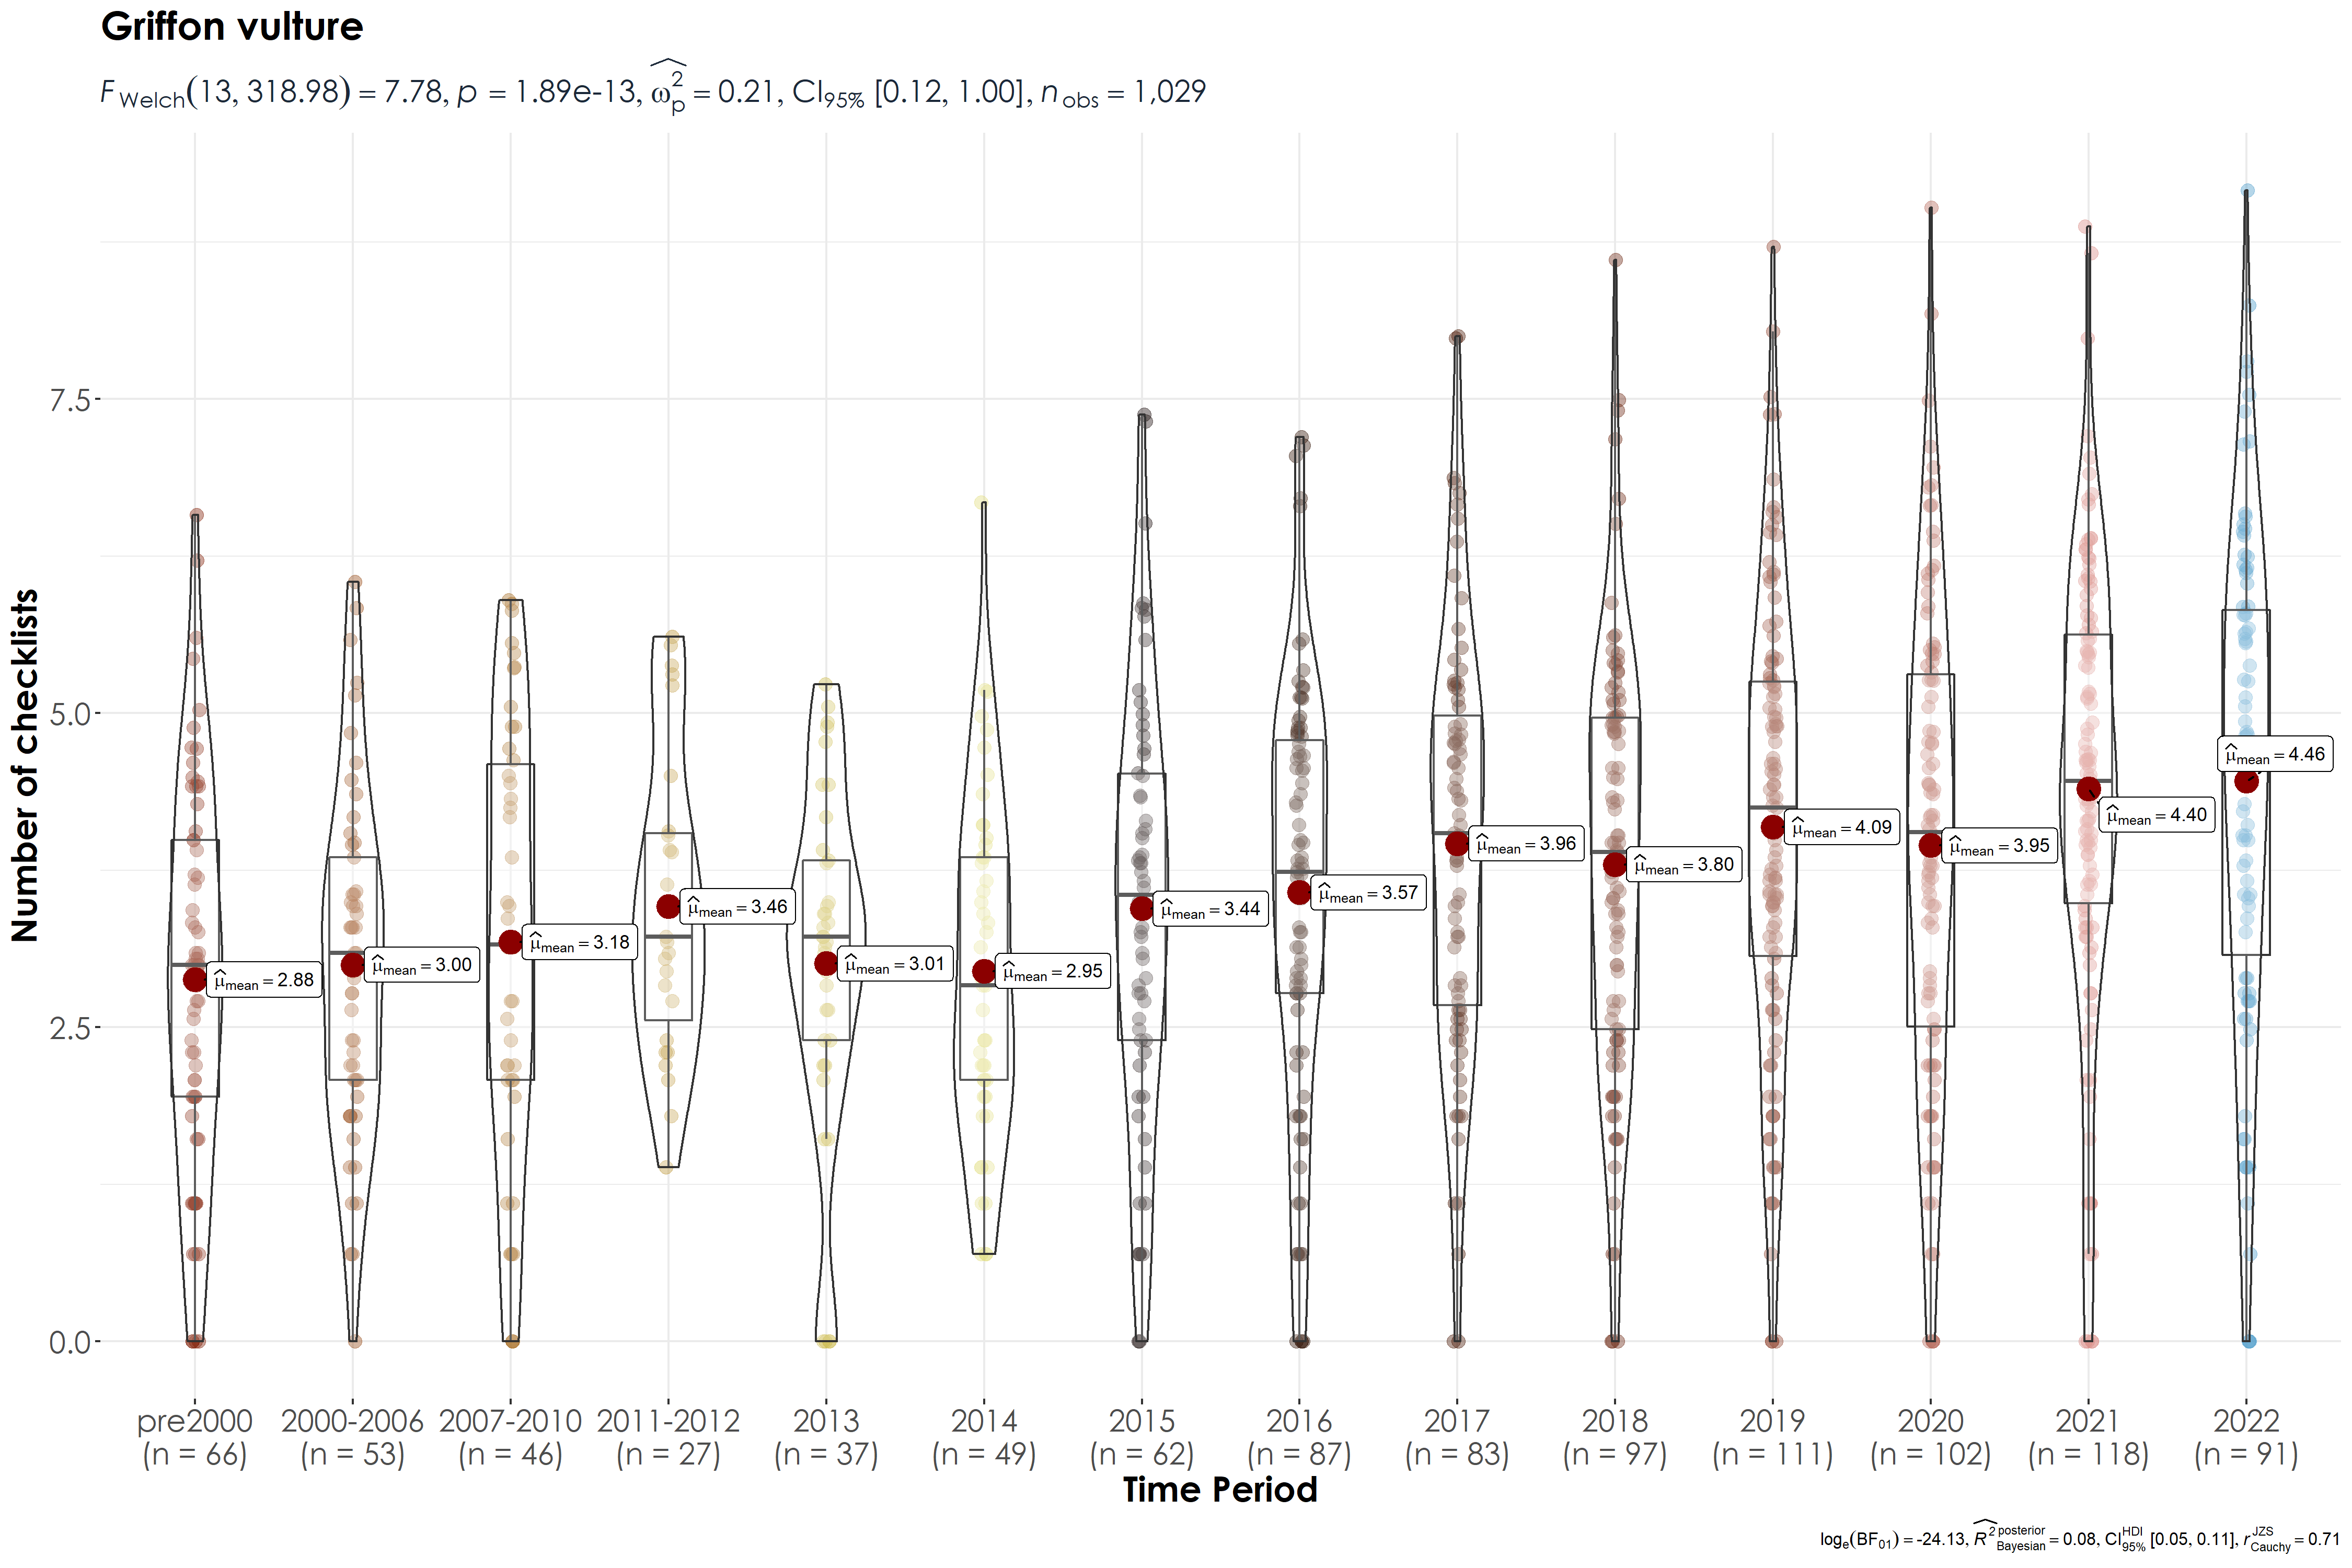 Griffon vulture
F Welch(13, 318.98) = 7.78, p = 1.89e-13, ω̂²p = 0.21, CI95% [0.12, 1.00], nobs = 1,029
Number of checklists
7.5
5.0
2.5
0.0
μ̂mean = 2.88
μ̂mean = 3.00
μ̂mean = 3.18
μ̂mean = 3.46
μ̂mean = 3.01
μ̂mean = 2.95
μ̂mean = 3.44
μ̂mean = 3.57
μ̂mean = 3.96
μ̂mean = 3.80
μ̂mean = 4.09
μ̂mean = 3.95
μ̂mean = 4.40
μ̂mean = 4.46
pre2000 2000-2006 2007-2010 2011-2012 2013 2014 2015 2016 2017 2018 2019 2020 2021 2022
(n = 66) (n = 53) (n = 46) (n = 27) (n = 37) (n = 49) (n = 62) (n = 87) (n = 83) (n = 97) (n = 111) (n = 102) (n = 118) (n = 91)
Time Period
loge(BF01) = -24.13, R̂² posterior Bayesian = 0.08, CI HDI 95% [0.05, 0.11], r JZS Cauchy = 0.71